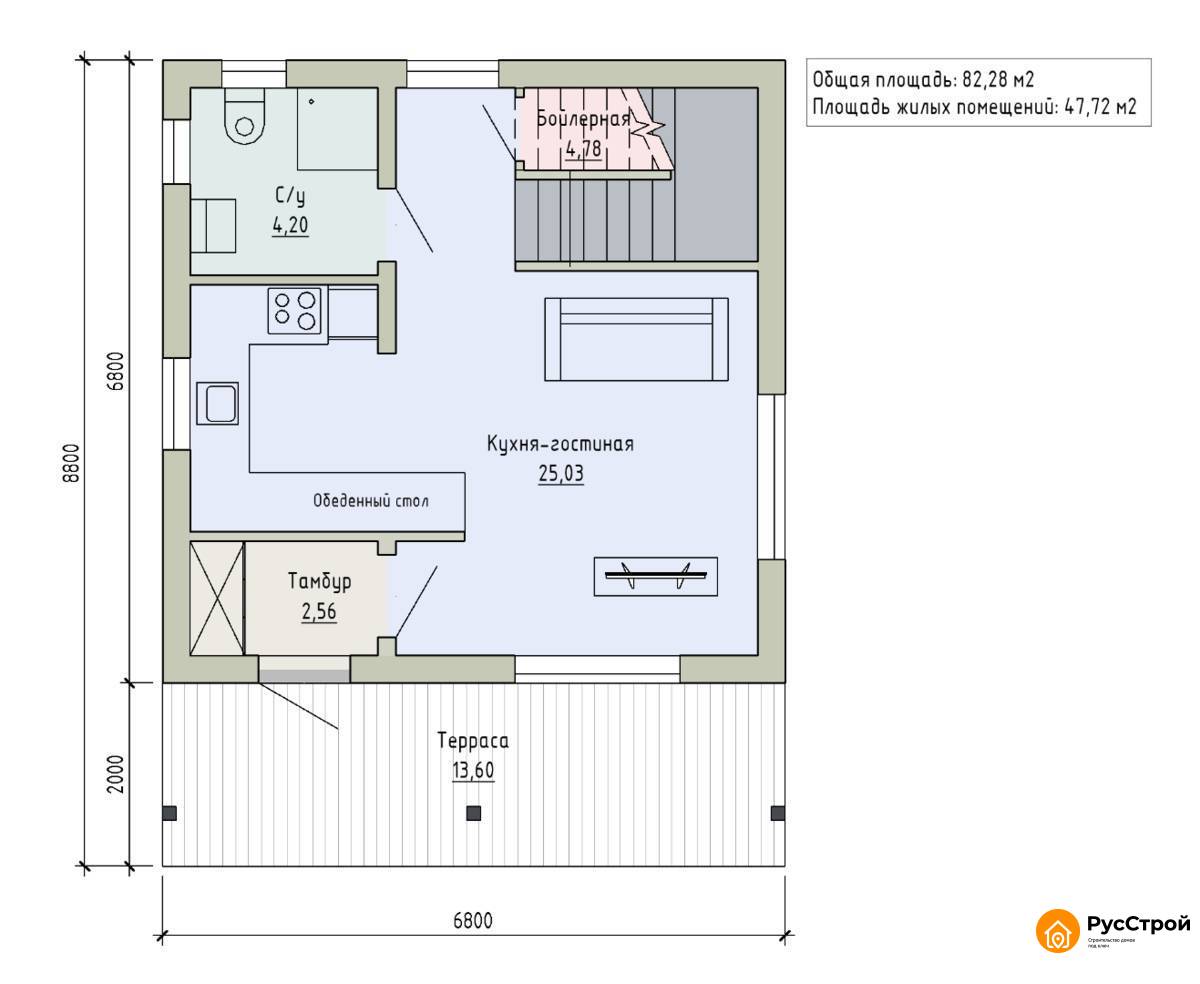 Общая площадь: 82,28 м2
Площадь жилых помещений: 47,72 м2
Бойлерная
4,78
С/у
4,20
6800
8800
Кухня-гостиная
25,03
Обеденный стол
Тамбур
2,56
Терраса
13,60
2000
6800
РусСтрой
Строительство домов
под ключ